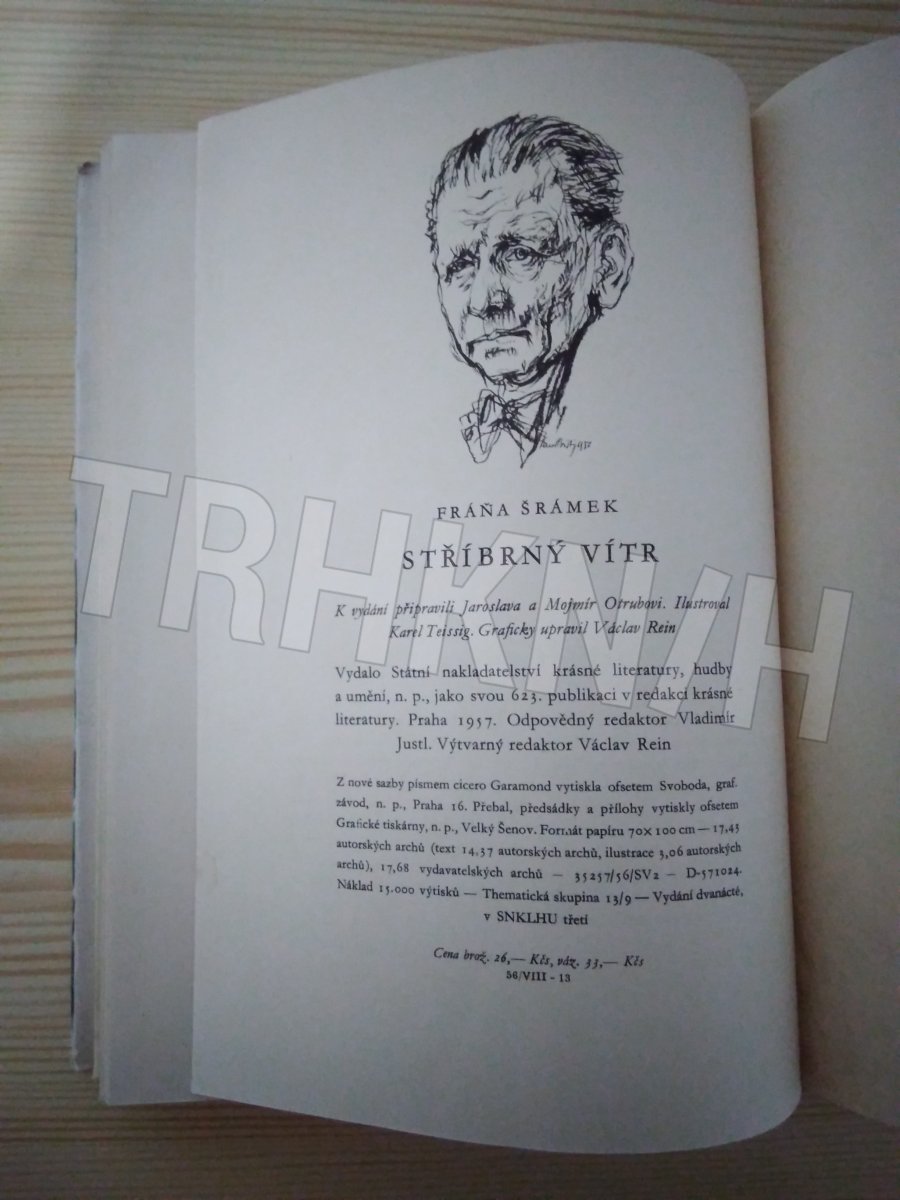 FRÁŇA ŠRÁMEK
STŘÍBRNÝ VÍTR
K vydání připravili Jaroslava a Mojmír Otrubovi. Ilustroval
Karel Teissig. Graficky upravil Václav Rein
Vydalo Státní nakladatelství krásné literatury, hudby
a umění, n. p., jako svou 623. publikaci v redakci krásné
literatury. Praha 1957. Odpovědný redaktor Vladimír
Justl. Výtvarný redaktor Václav Rein
Z nové sazby písmem cicero Garamond vytiskla ofsetem Svoboda, graf.
závod, n. p., Praha 16. Přebal, předsádky a přílohy vytiskly ofsetem
Grafické tiskárny, n. p., Velký Šenov. Formát papíru 70 x 100 cm — 17,43
autorských archů (text 14,37 autorských archů, ilustrace 3,06 autorských
archů), 17,68 vydavatelských archů — 35257/56/SV2 — D-571024.
Náklad 15.000 výtisků — Thematická skupina 13/9 — Vydání dvanácté,
v SNKLHU třetí
Cena brož. 26,— Kčs, váz. 33,— Kčs
56/VIII - 13
TRHKNIH